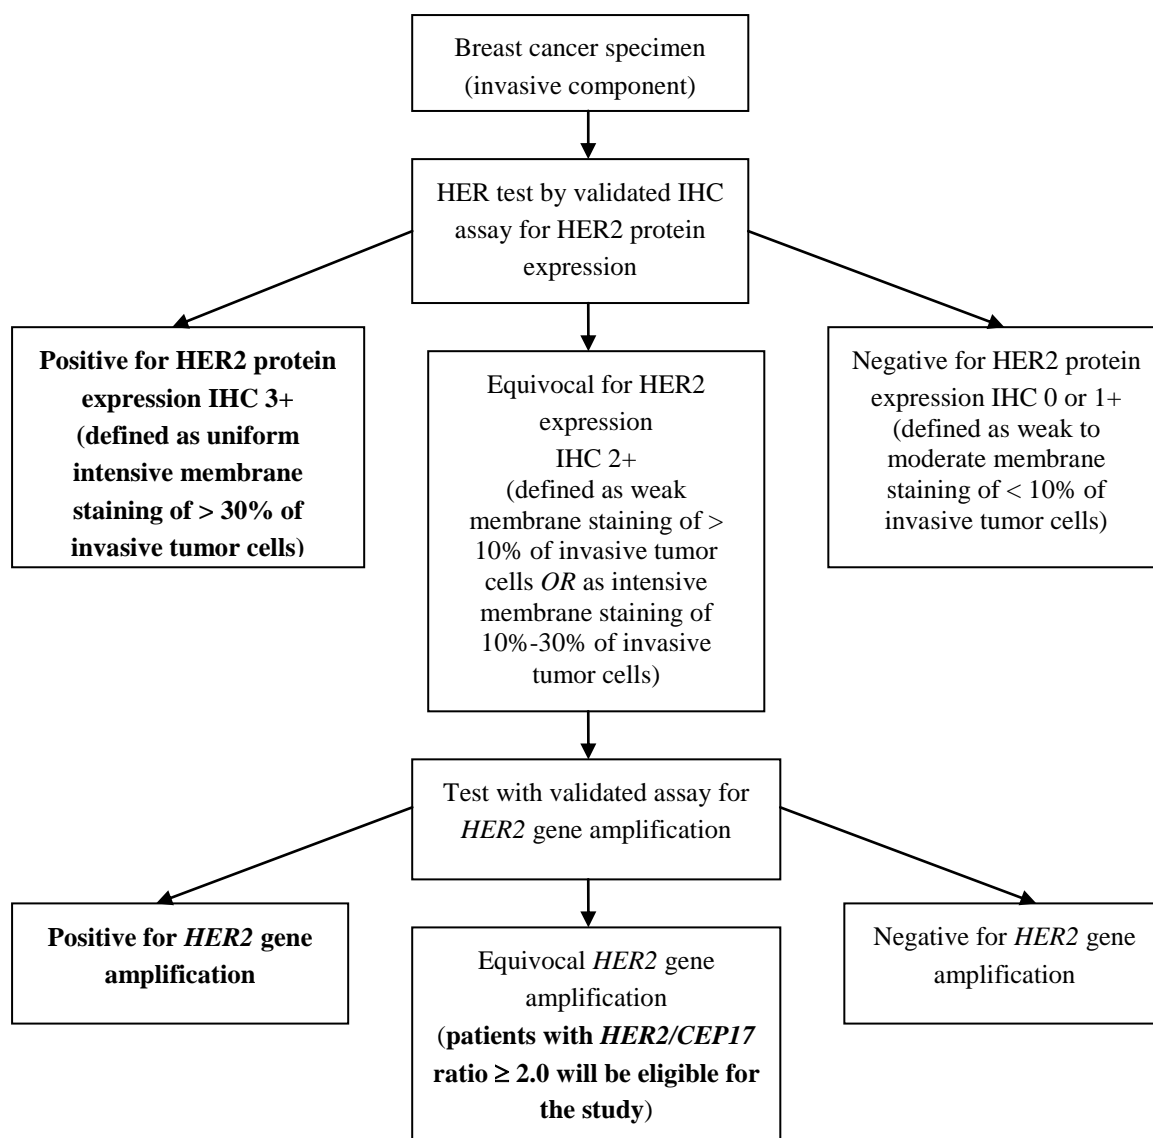 Breast cancer specimen
(invasive component)
HER test by validated IHC
assay for HER2 protein
expression
Positive for HER2 protein
expression IHC 3+
(defined as uniform
intensive membrane
staining of > 30% of
invasive tumor cells)
Equivocal for HER2
expression
IHC 2+
(defined as weak
membrane staining of >
10% of invasive tumor
cells OR as intensive
membrane staining of
10%-30% of invasive
tumor cells)
Negative for HER2 protein
expression IHC 0 or 1+
(defined as weak to
moderate membrane
staining of < 10% of
invasive tumor cells)
Test with validated assay for
HER2 gene amplification
Positive for HER2 gene
amplification
Equivocal HER2 gene
amplification
(patients with HER2/CEP17
ratio ≥ 2.0 will be eligible for
the study)
Negative for HER2 gene
amplification